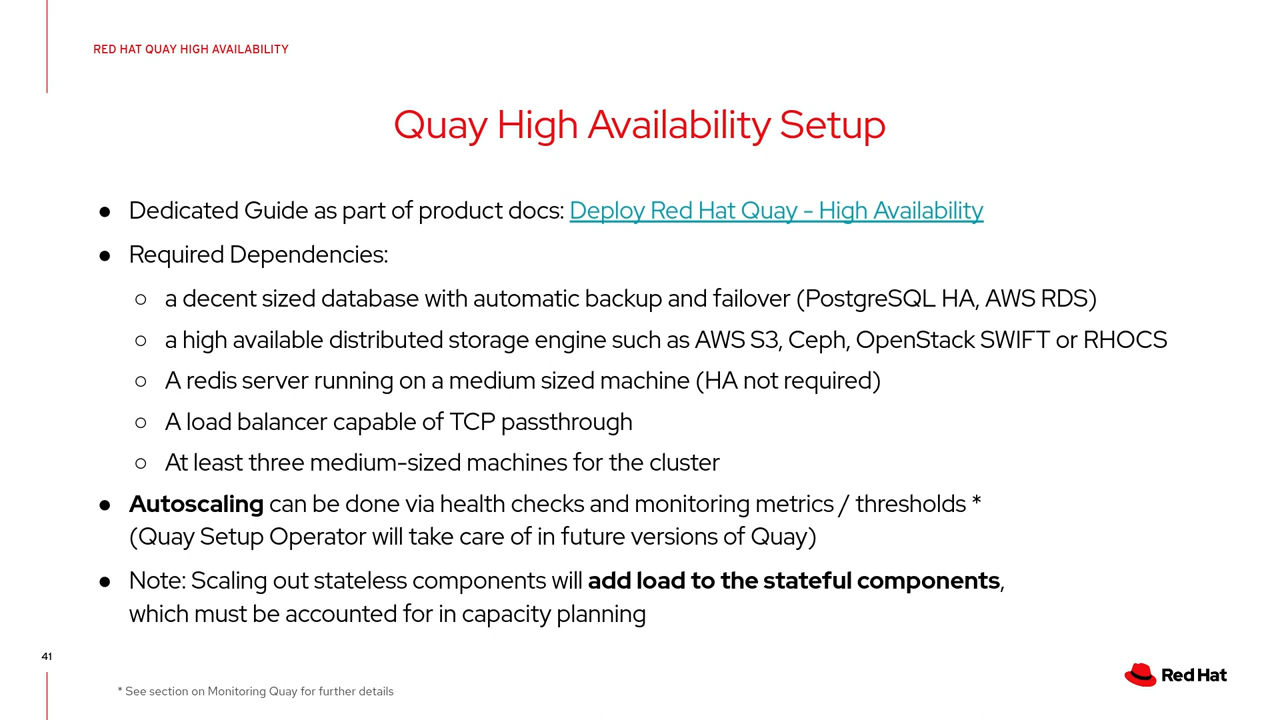 RED HAT QUAY HIGH AVAILABILITY
Quay High Availability Setup
● Dedicated Guide as part of product docs: Deploy Red Hat Quay - High Availability
● Required Dependencies:
○ a decent sized database with automatic backup and failover (PostgreSQL HA, AWS RDS)
○ a high available distributed storage engine such as AWS S3, Ceph, OpenStack SWIFT or RHOCS
○ A redis server running on a medium sized machine (HA not required)
○ A load balancer capable of TCP passthrough
○ At least three medium-sized machines for the cluster
● Autoscaling can be done via health checks and monitoring metrics / thresholds *
(Quay Setup Operator will take care of in future versions of Quay)
● Note: Scaling out stateless components will add load to the stateful components,
which must be accounted for in capacity planning
41
* See section on Monitoring Quay for further details
Red Hat